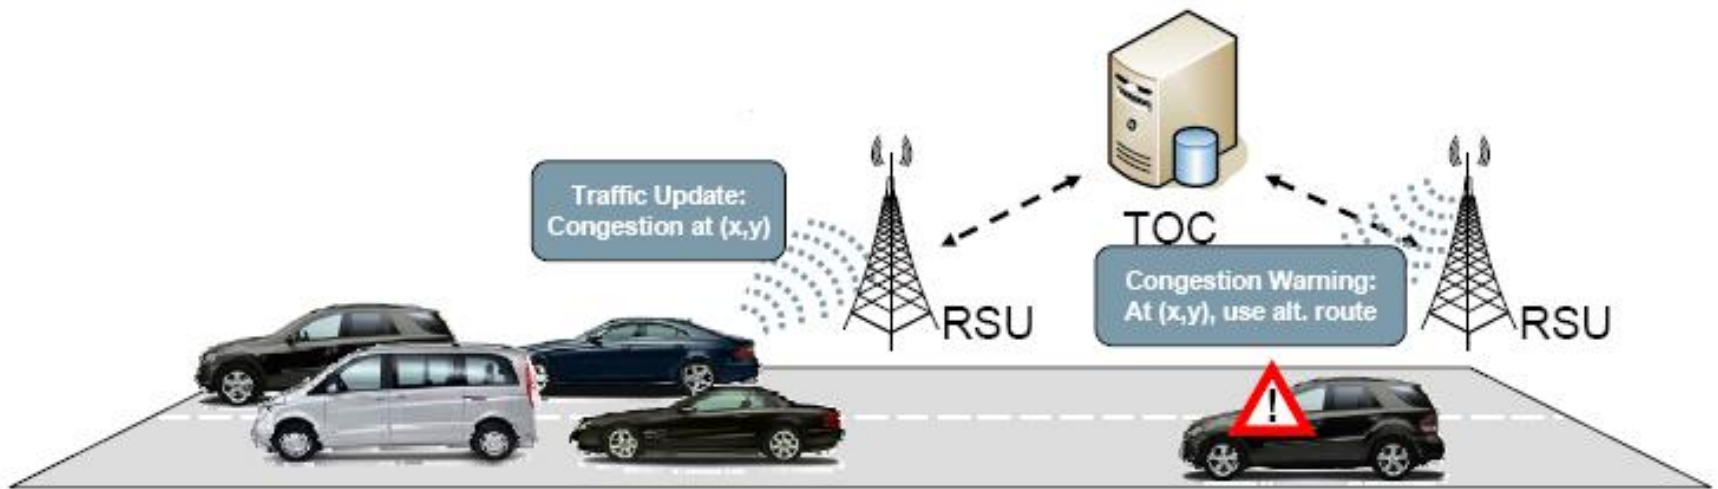 Traffic Update:
Congestion at (x,y)
RSU
TOC
Congestion Warning:
At (x,y), use alt. route
RSU
!